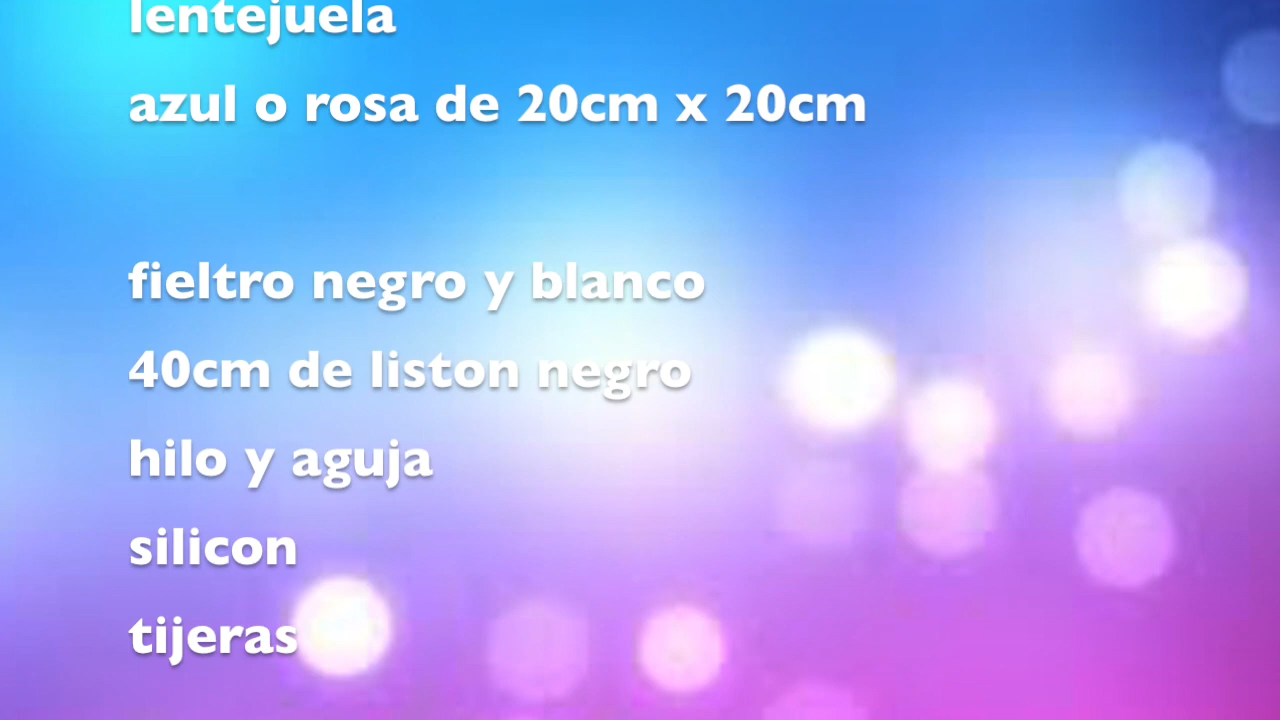 lentejuela
azul o rosa de 20cm x 20cm
fieltro negro y blanco
40cm de liston negro
hilo y aguja
silicon
tijeras